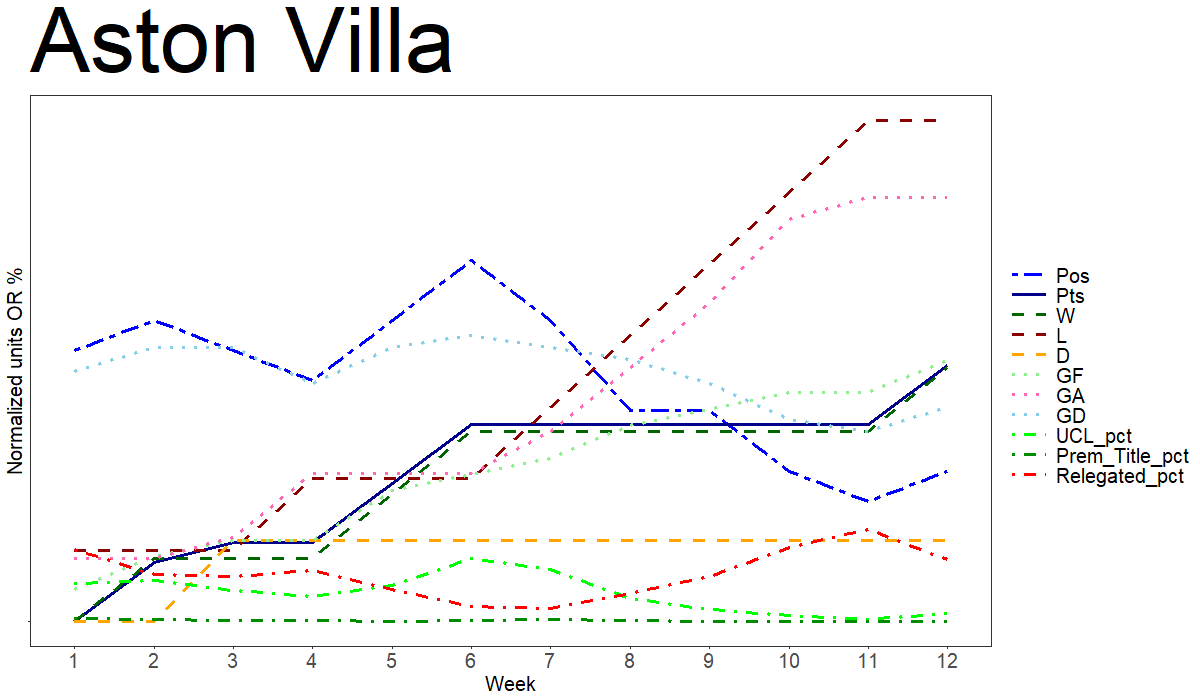 Aston Villa
Normalized units OR %
1 2 3 4 5 6 7 8 9 10 11 12
Week
Pos
Pts
W
L
D
GF
GA
GD
UCL_pct
Prem_Title_pct
Relegated_pct